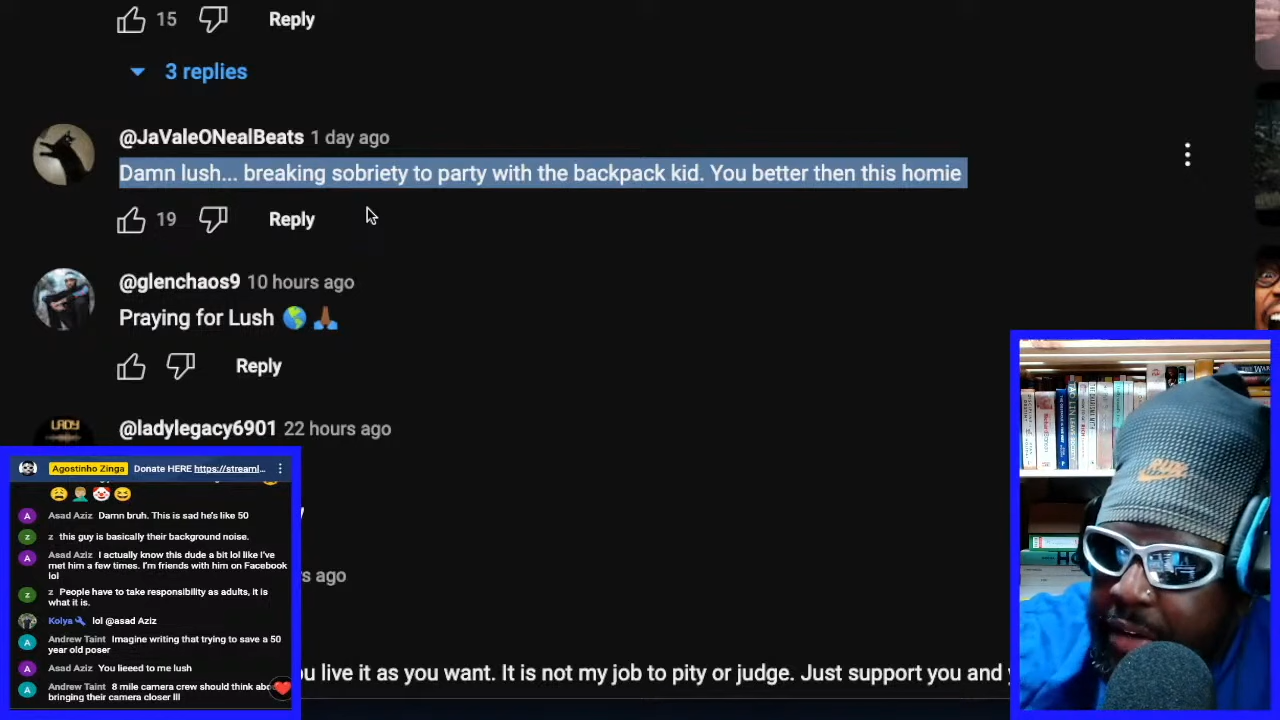 15
Reply
3 replies
@JaValeONealBeats 1 day ago
Damn lush... breaking sobriety to party with the backpack kid. You better then this homie
19
Reply
@glenchaos9 10 hours ago
Praying for Lush 🌎 🙏🏾
Reply
@ladylegacy6901 22 hours ago
LADY
rs ago
ou live it as you want. It is not my job to pity or judge. Just support you and
Agostinho Zinga Donate HERE https://streaml...
😩 🤦🏽‍♂️ 🤡 😆
A Asad Aziz Damn bruh. This is sad he's like 50
z z this guy is basically their background noise.
A Asad Aziz I actually know this dude a bit lol like I've
met him a few times. I'm friends with him on Facebook
lol
z z People have to take responsibility as adults, It is
what it is.
Kolya 🔧 lol @asad Aziz
A Andrew Taint Imagine writing that trying to save a 50
year old poser
A Asad Aziz You lieeed to me lush
A Andrew Taint 8 mile camera crew should think abo
bringing their camera closer lll
RUN